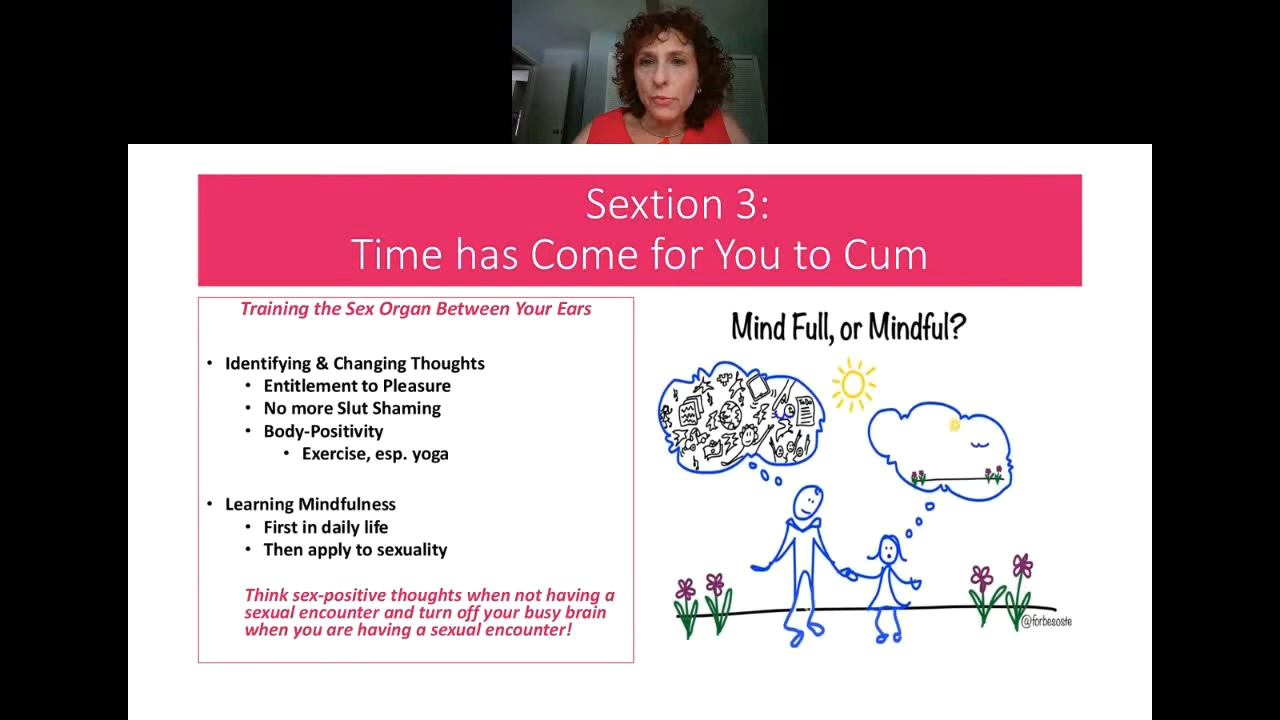 Sextion 3:
Time has Come for You to Cum
Training the Sex Organ Between Your Ears
• Identifying & Changing Thoughts
• Entitlement to Pleasure
• No more Slut Shaming
• Body-Positivity
• Exercise, esp. yoga
• Learning Mindfulness
• First in daily life
• Then apply to sexuality
Think sex-positive thoughts when not having a
sexual encounter and turn off your busy brain
when you are having a sexual encounter!
Mind Full, or Mindful?
@forbesoste